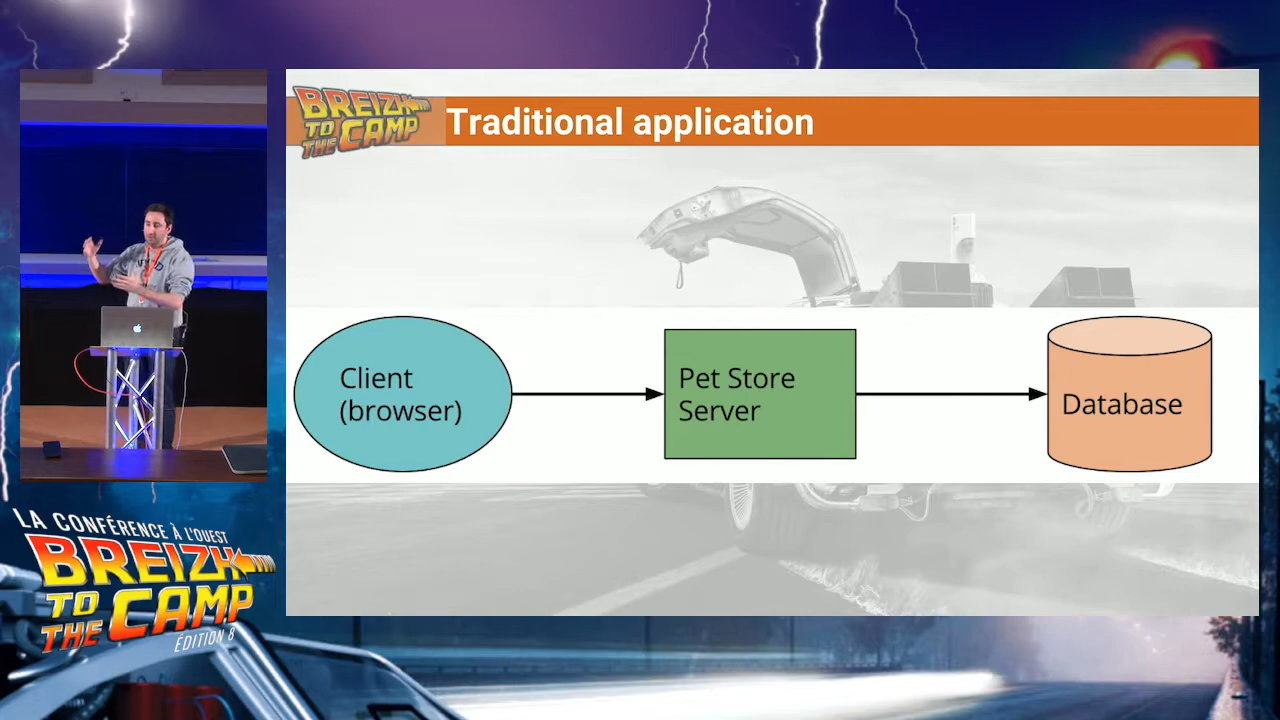 BREIZH
TO
THE CAMP
Traditional application
Client
(browser)
Pet Store
Server
Database
LA CONFÉRENCE À L'OUEST
BREIZH
TO
THE CAMP
ÉDITION 8